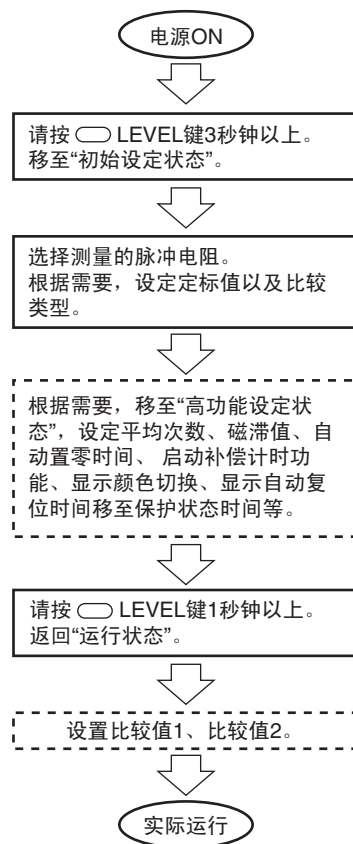 电源ON
请按 LEVEL键3秒钟以上。
移至“初始设定状态”。
选择测量的脉冲电阻。
根据需要，设定定标值以及比较
类型。
根据需要，移至“高功能设定状
态”，设定平均次数、磁滞值、自
动置零时间、 启动补偿计时功
能、显示颜色切换、显示自动复
位时间移至保护状态时间等。
请按 LEVEL键1秒钟以上。
返回“运行状态”。
设置比较值1、比较值2。
实际运行